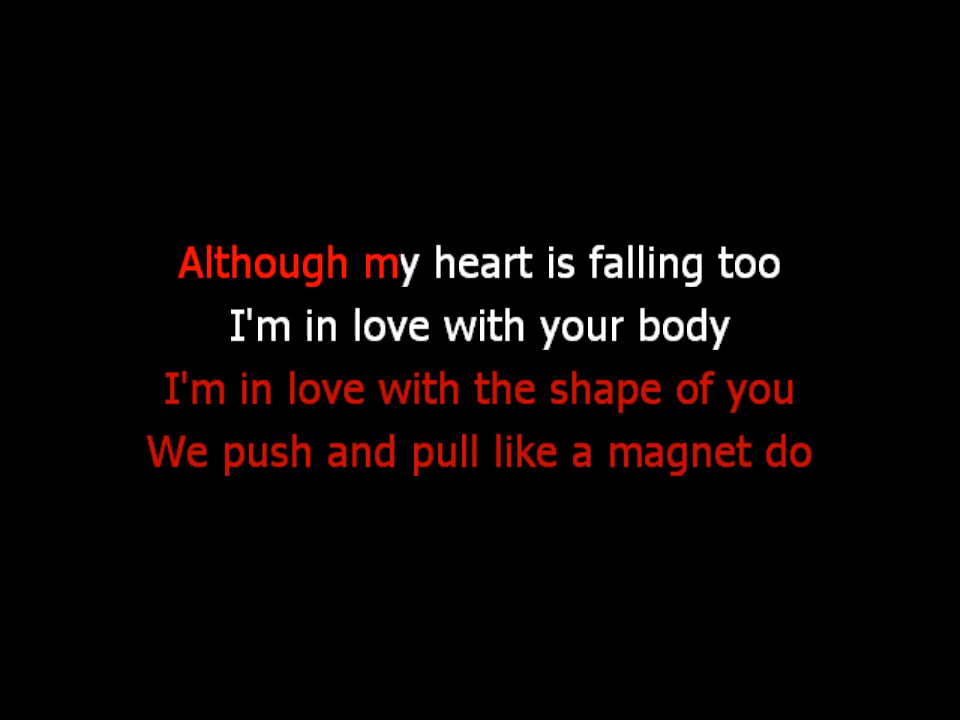 Although my heart is falling too
I'm in love with your body
I'm in love with the shape of you
We push and pull like a magnet do